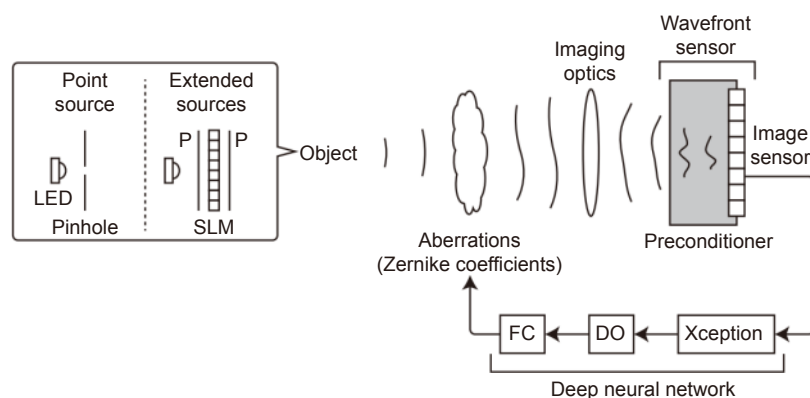 Point
source
Extended
sources
P
P
LED
Pinhole
SLM
Object
Aberrations
(Zernike coefficients)
Imaging
optics
Wavefront
sensor
Image
sensor
Preconditioner
FC
DO
Xception
Deep neural network